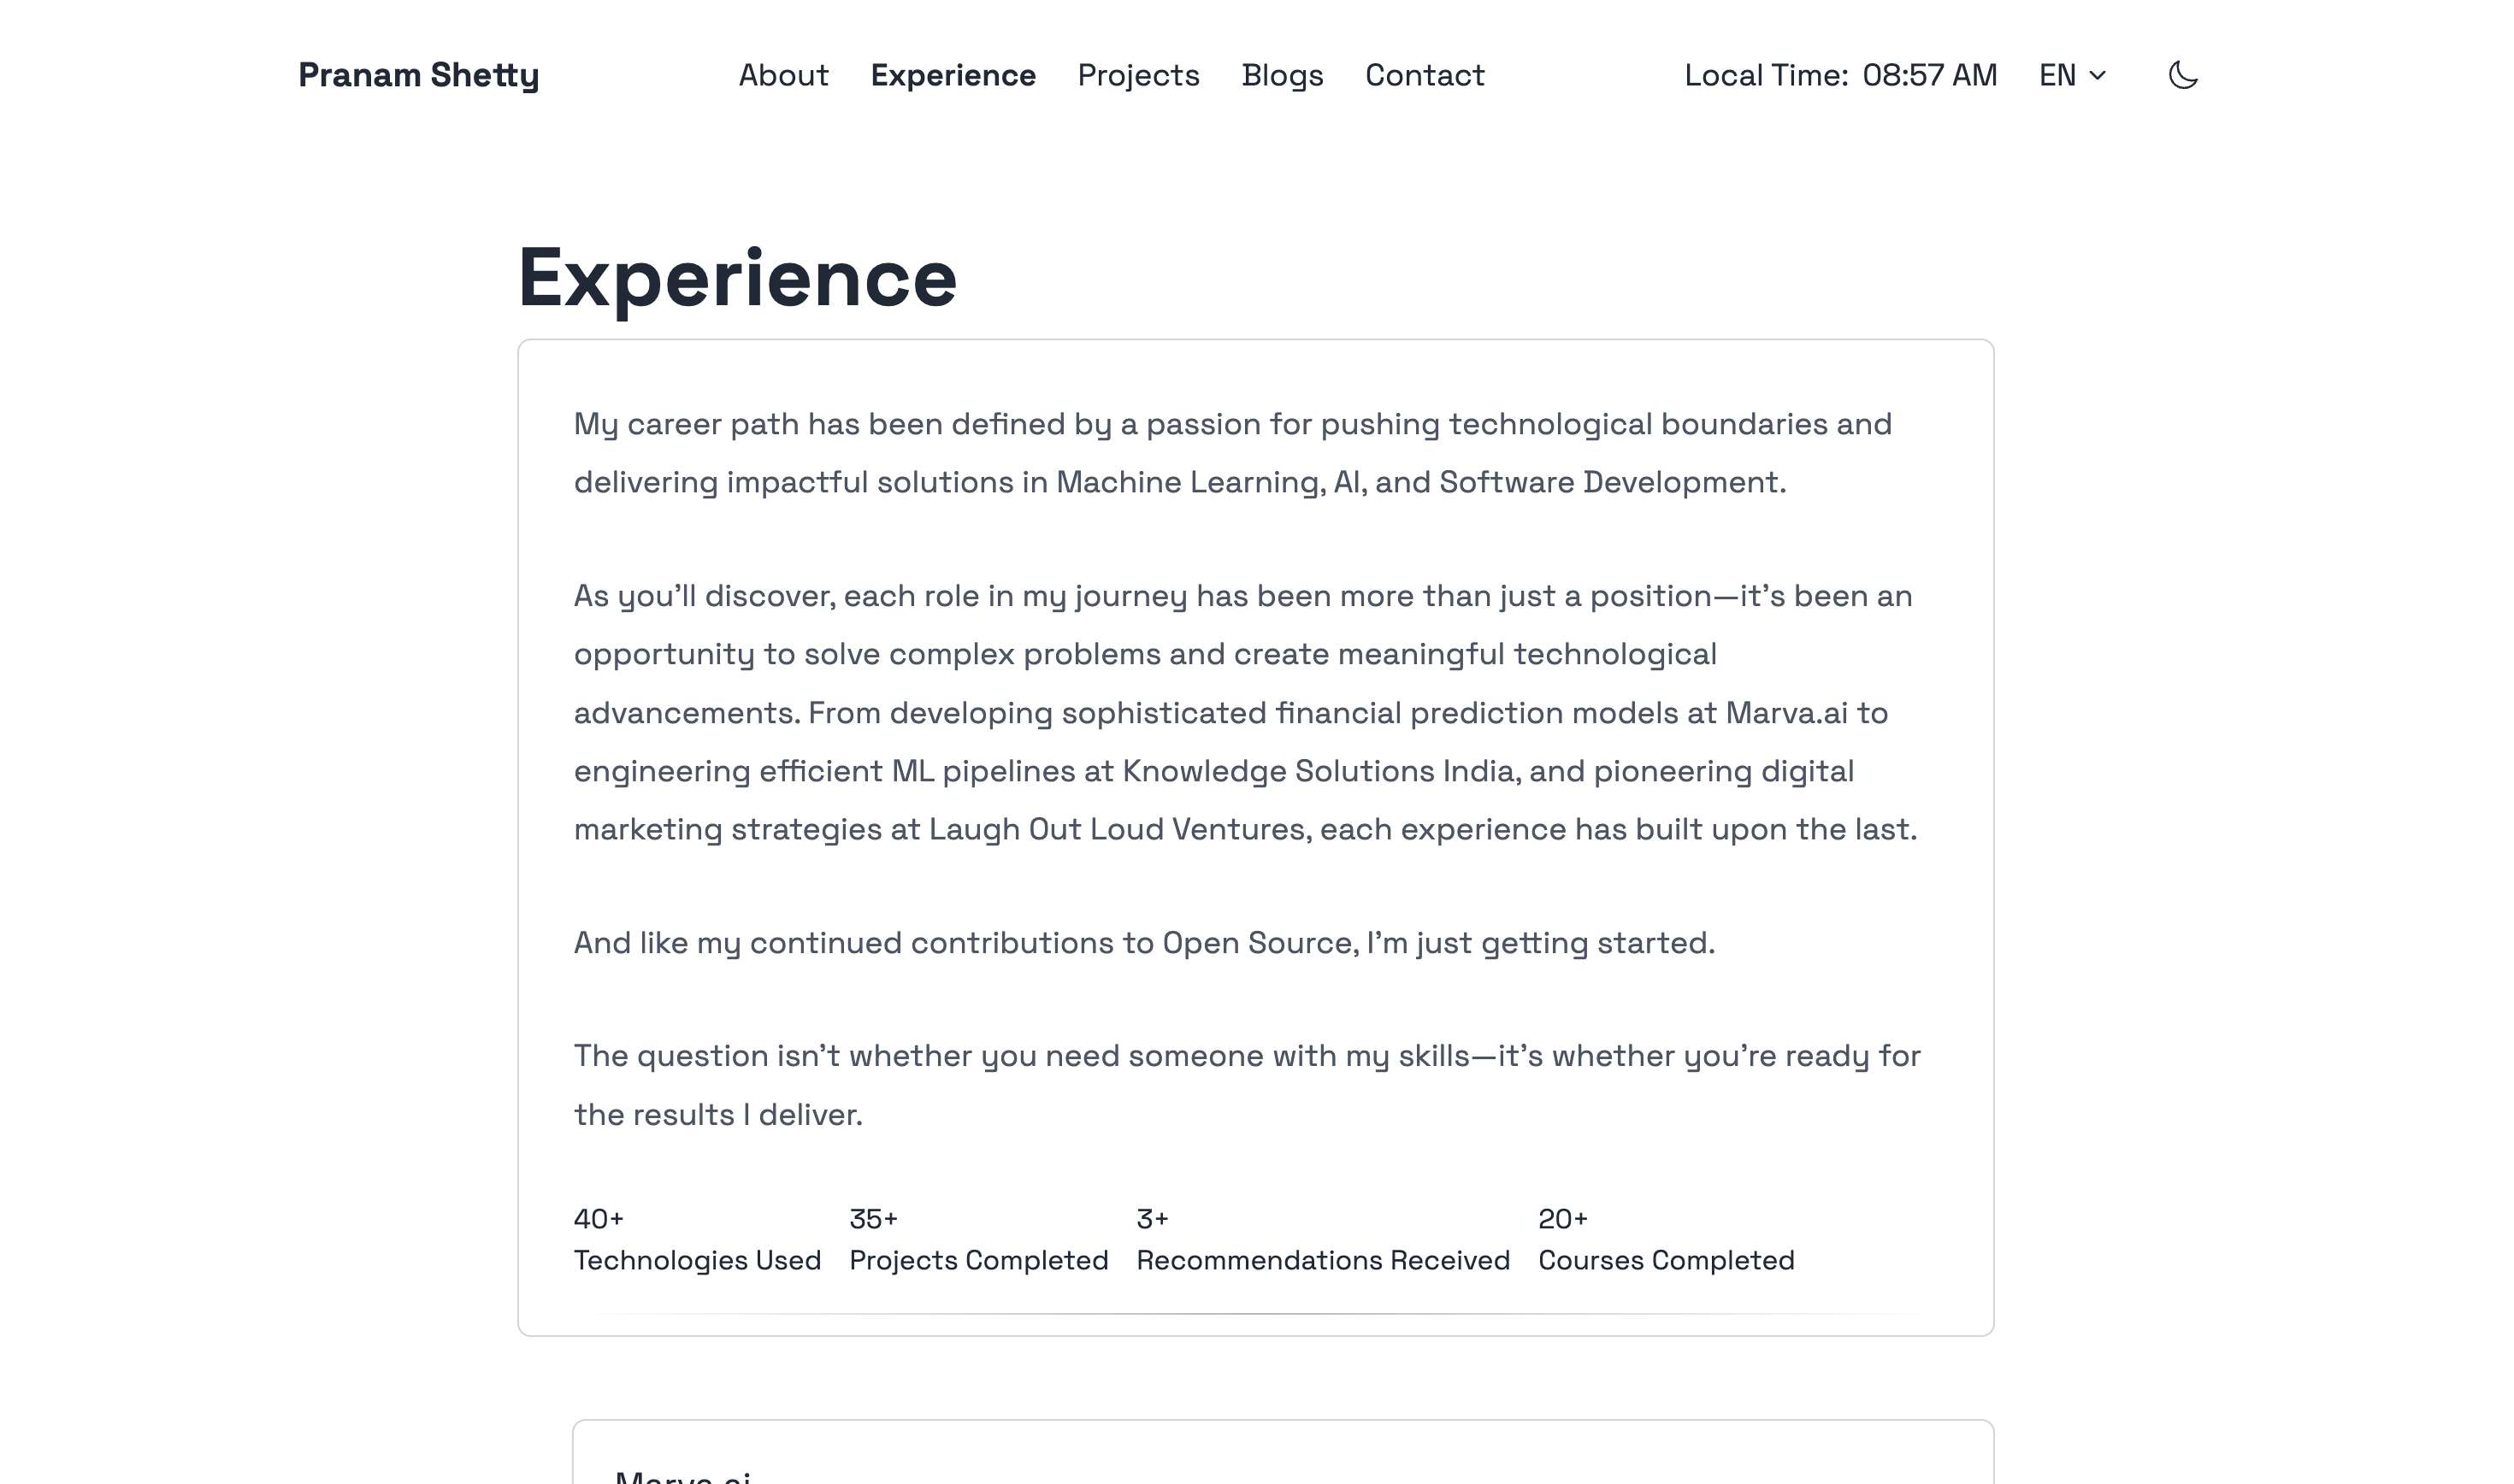 Pranam Shetty
About Experience Projects Blogs Contact
Local Time: 08:57 AM EN
Experience
My career path has been defined by a passion for pushing technological boundaries and
delivering impactful solutions in Machine Learning, AI, and Software Development.
As you’ll discover, each role in my journey has been more than just a position—it’s been an
opportunity to solve complex problems and create meaningful technological
advancements. From developing sophisticated financial prediction models at Marva.ai to
engineering efficient ML pipelines at Knowledge Solutions India, and pioneering digital
marketing strategies at Laugh Out Loud Ventures, each experience has built upon the last.
And like my continued contributions to Open Source, I’m just getting started.
The question isn’t whether you need someone with my skills—it’s whether you’re ready for
the results I deliver.
40+
Technologies Used
35+
Projects Completed
3+
Recommendations Received
20+
Courses Completed
Marva.ai